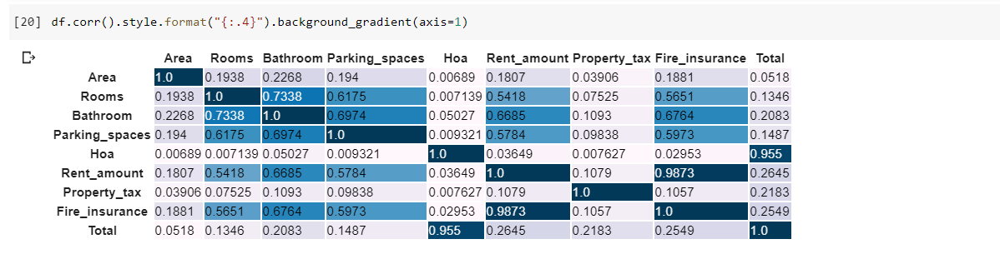 [20] df.corr().style.format("{:.4}").background_gradient(axis=1)
Area Rooms Bathroom Parking_spaces Hoa Rent_amount Property_tax Fire_insurance Total
Area 1.0 0.1938 0.2268 0.194 0.00689 0.1807 0.03906 0.1881 0.0518
Rooms 0.1938 1.0 0.7338 0.6175 0.007139 0.5418 0.07525 0.5651 0.1346
Bathroom 0.2268 0.7338 1.0 0.6974 0.05027 0.6685 0.1093 0.6764 0.2083
Parking_spaces 0.194 0.6175 0.6974 1.0 0.009321 0.5784 0.09838 0.5973 0.1487
Hoa 0.00689 0.007139 0.05027 0.009321 1.0 0.03649 0.007627 0.02953 0.955
Rent_amount 0.1807 0.5418 0.6685 0.5784 0.03649 1.0 0.1079 0.9873 0.2645
Property_tax 0.03906 0.07525 0.1093 0.09838 0.007627 0.1079 1.0 0.1057 0.2183
Fire_insurance 0.1881 0.5651 0.6764 0.5973 0.02953 0.9873 0.1057 1.0 0.2549
Total 0.0518 0.1346 0.2083 0.1487 0.955 0.2645 0.2183 0.2549 1.0